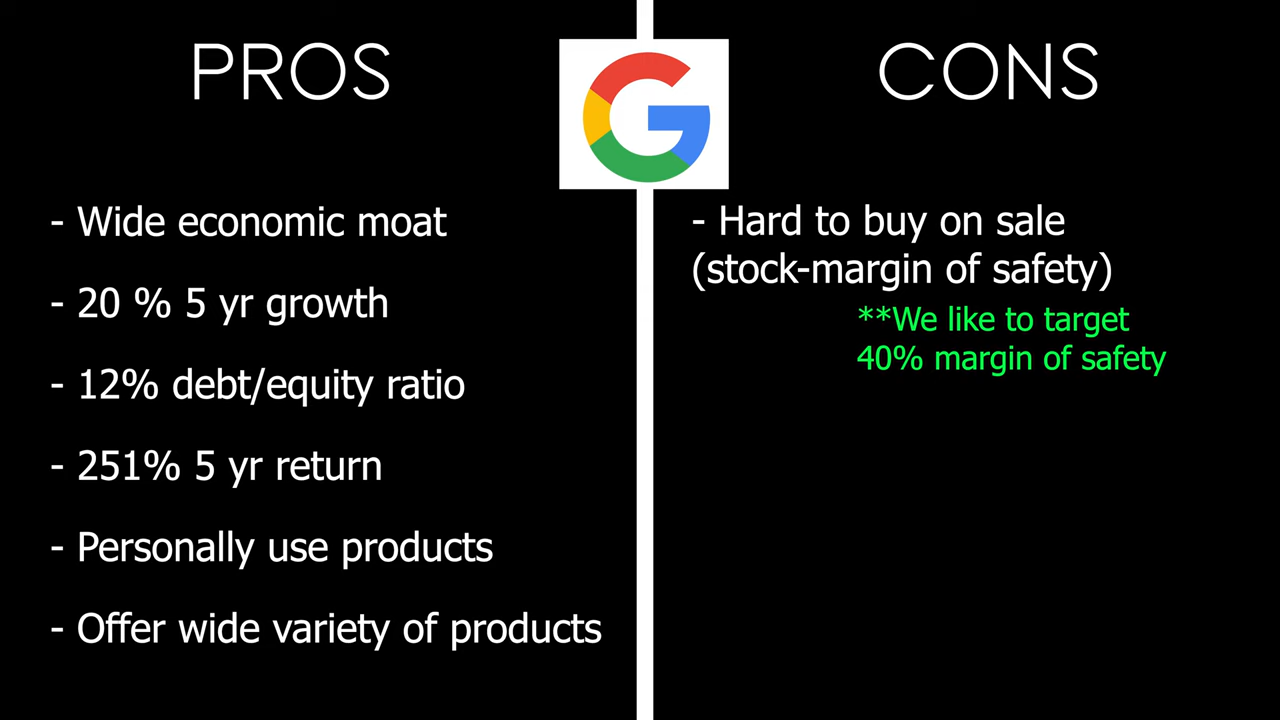 PROS
- Wide economic moat
- 20 % 5 yr growth
- 12% debt/equity ratio
- 251% 5 yr return
- Personally use products
- Offer wide variety of products
CONS
- Hard to buy on sale
(stock-margin of safety)
**We like to target
40% margin of safety